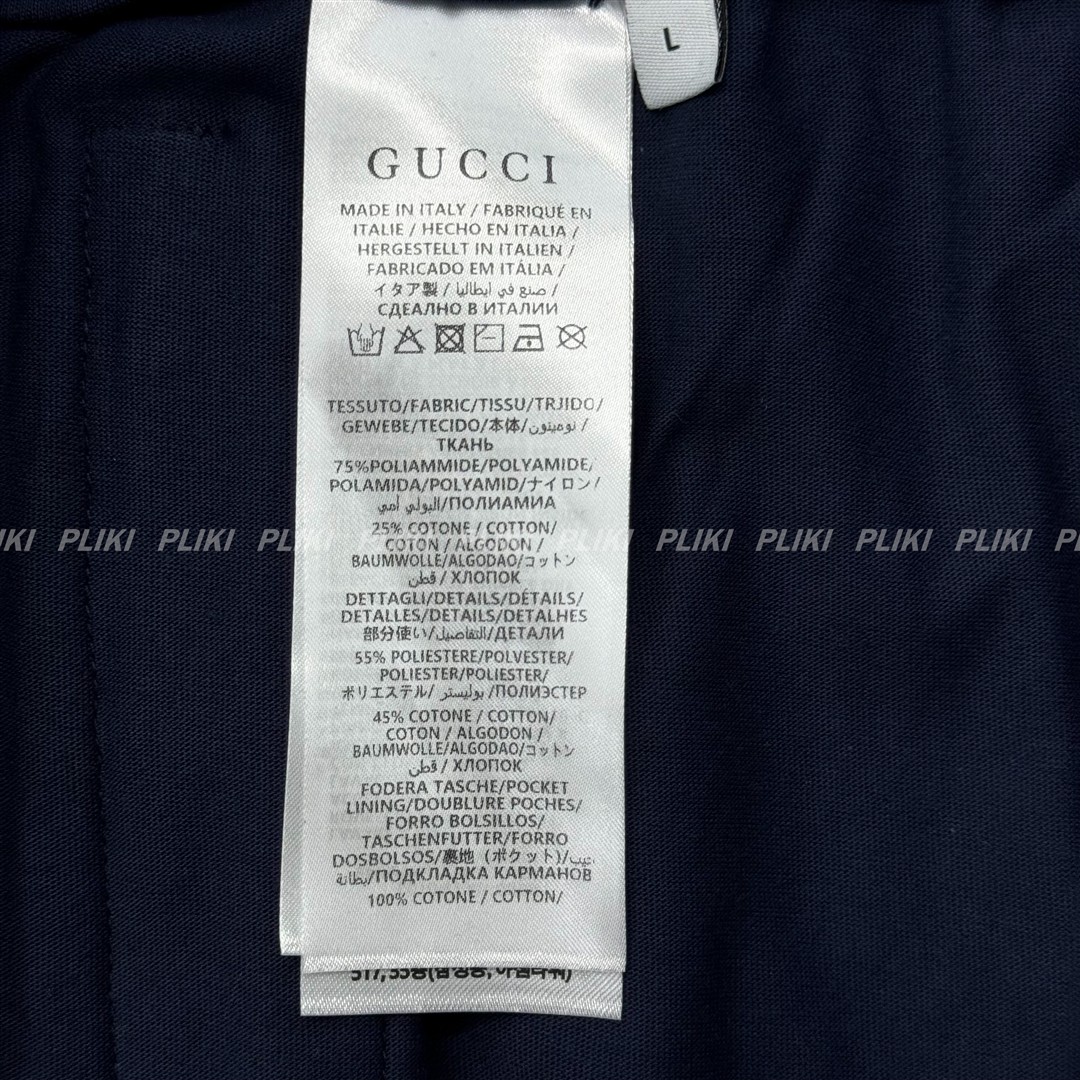 L
GUCCI
MADE IN ITALY / FABRIQUÉ EN
ITALIE / HECHO EN ITALIA /
HERGESTELLT IN ITALIEN /
FABRICADO EM ITÁLIA /
イタア製 / صنع في ايطاليا /
СДЕАЛНО В ИТАЛИИ
TESSUTO/FABRIC/TISSU/TRJIDO/
GEWEBE/TECIDO/本体/نوميتون /
ТКАНЬ
75%POLIAMMIDE/POLYAMIDE/
POLAMIDA/POLYAMID/ナイロン/
البولي أمي/ПОЛИАМИА
25% COTONE / COTTON/
COTON / ALGODON /
BAUMWOLLE/ALGODAO/コットン
قطن / ХЛОПОК
DETTAGLI/DETAILS/DÉTAILS/
DETALLES/DETAILS/DETALHES
部分使い/التفاصيل/ДЕТАЛИ
55% POLIESTERE/POLVESTER/
POLIESTER/POLIESTER/
ポリエステル/ بوليستر /ПОЛИЭСТЕР
45% COTONE / COTTON/
COTON / ALGODON /
BAUMWOLLE/ALGODAO/コットン
قطن / ХЛОПОК
FODERA TASCHE/POCKET
LINING/DOUBLURE POCHES/
FORRO BOLSILLOS/
TASCHENFUTTER/FORRO
DOSBOLSOS/裏地 (ポケット)/
بطانة/ПОДКЛАДКА КАРМАНОВ
100% COTONE / COTTON/
PLIKI PLIKI PLIKI PLIKI PLIKI PLIKI PLIKI PLIKI PLIKI